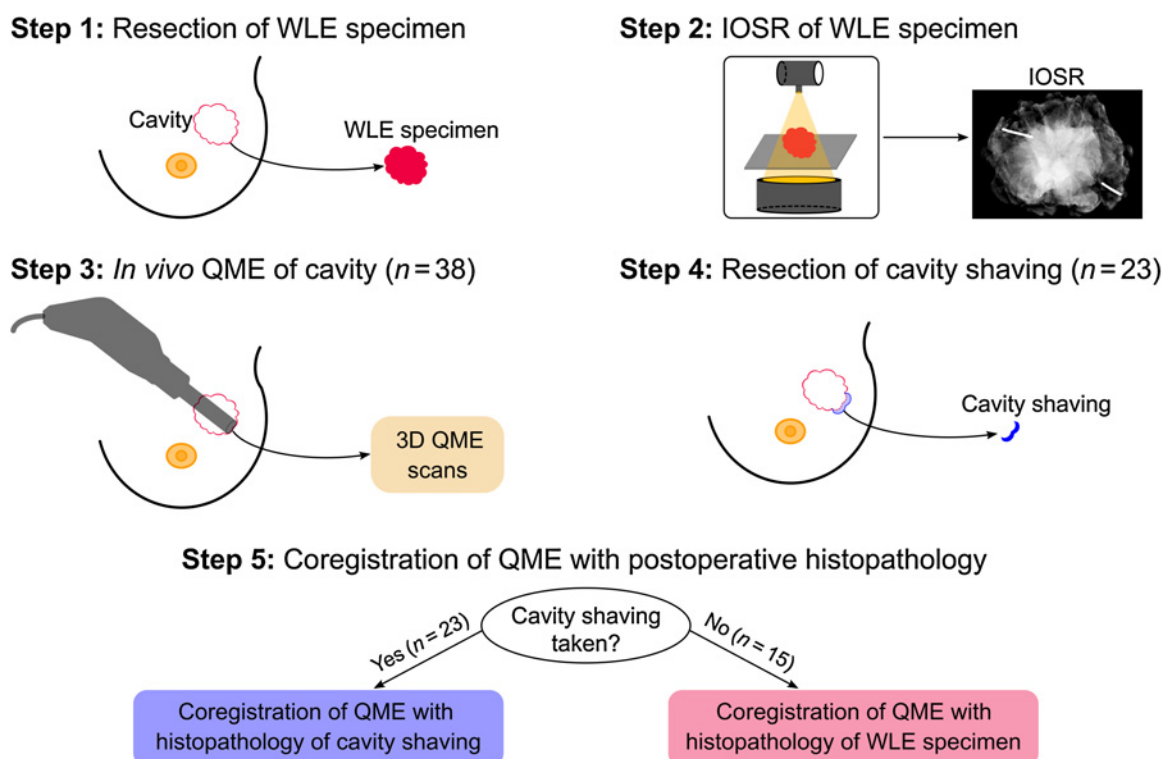 Step 1: Resection of WLE specimen
Cavity
WLE specimen
Step 2: IOSR of WLE specimen
IOSR
Step 3: In vivo QME of cavity (n = 38)
3D QME
scans
Step 4: Resection of cavity shaving (n = 23)
Cavity shaving
Step 5: Coregistration of QME with postoperative histopathology
Cavity shaving
taken?
Yes (n = 23)
No (n = 15)
Coregistration of QME with
histopathology of cavity shaving
Coregistration of QME with
histopathology of WLE specimen